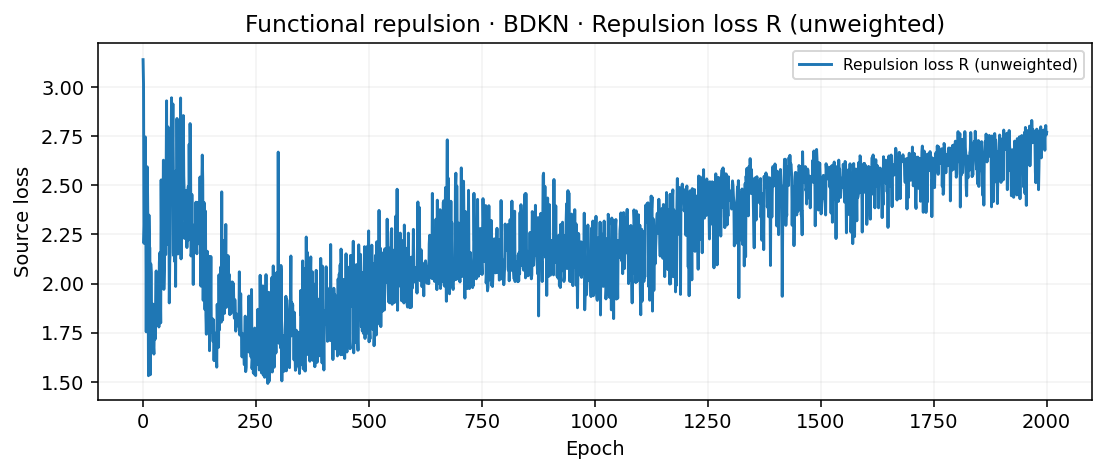 Functional repulsion · BDKN · Repulsion loss R (unweighted)
Repulsion loss R (unweighted)
Source loss
3.00
2.75
2.50
2.25
2.00
1.75
1.50
0 250 500 750 1000 1250 1500 1750 2000
Epoch